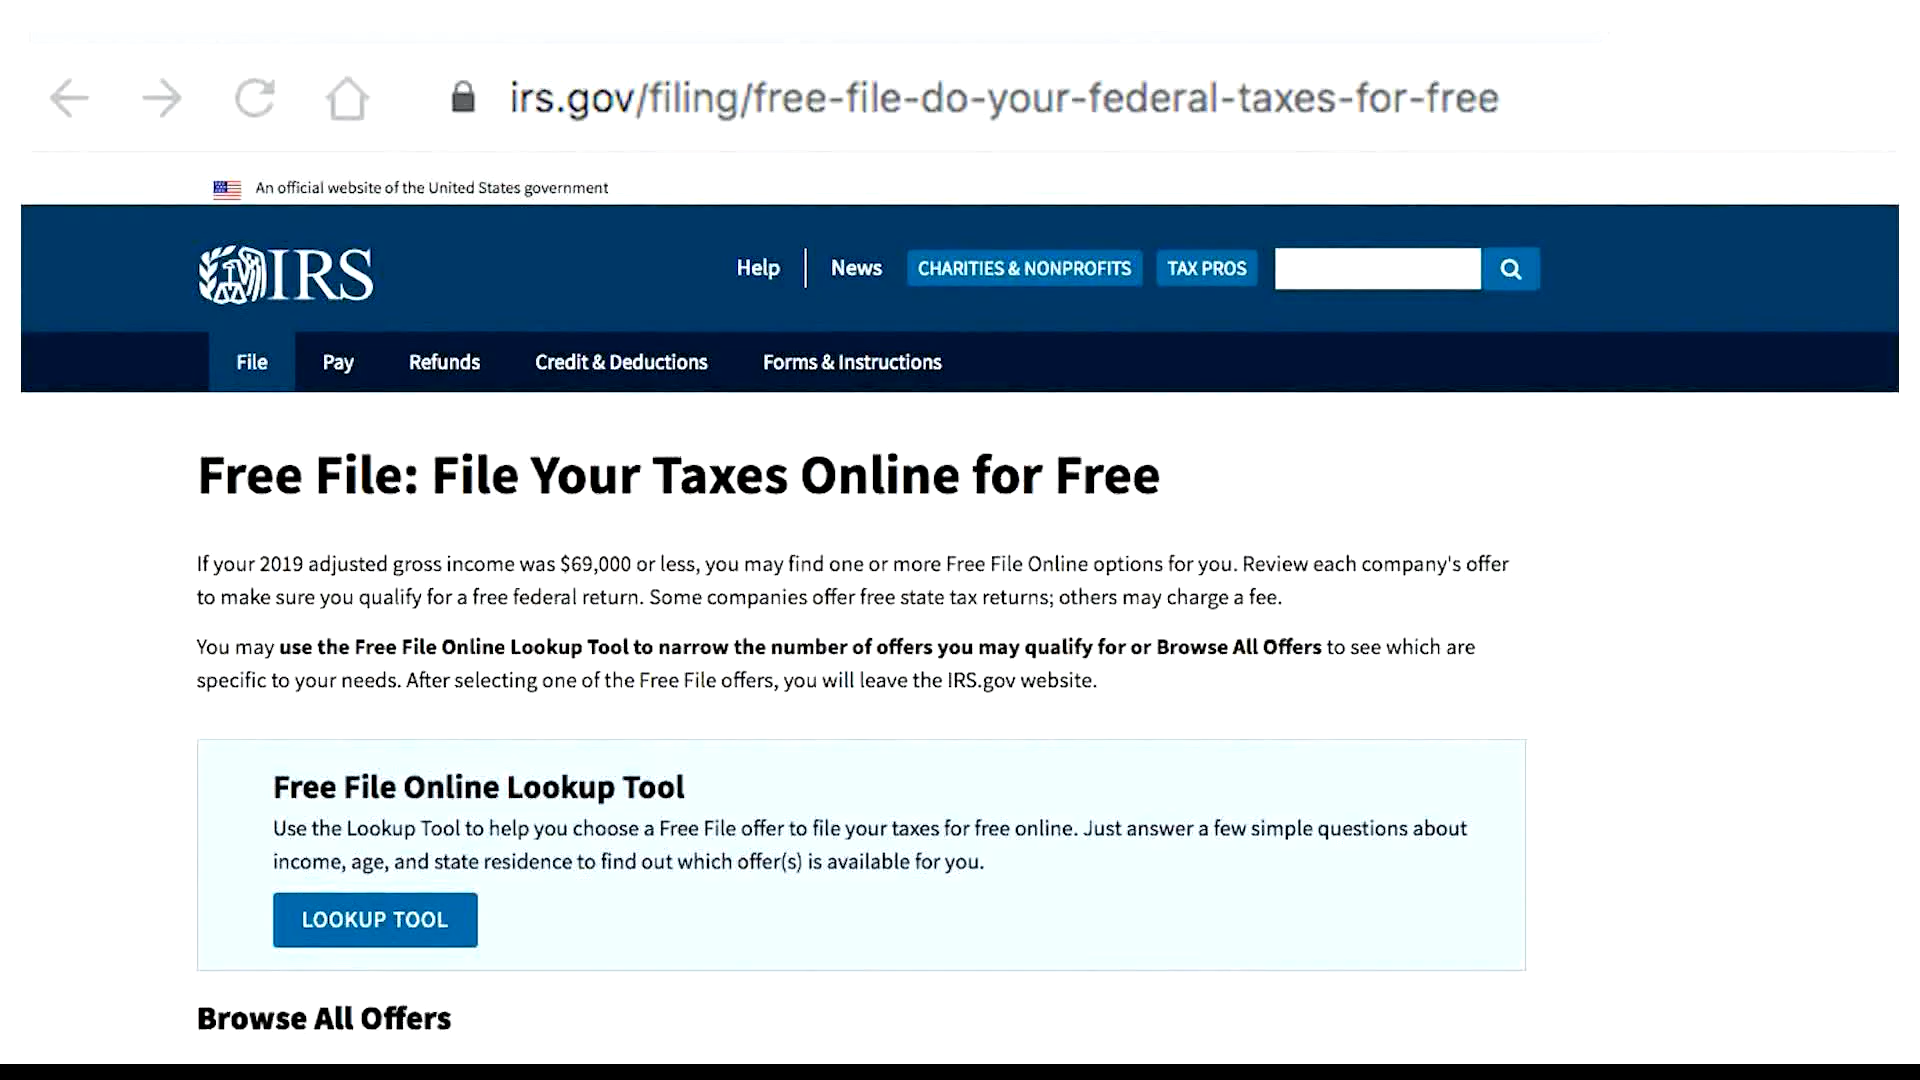 irs.gov/filing/free-file-do-your-federal-taxes-for-free
An official website of the United States government
IRS
Help News CHARITIES & NONPROFITS TAX PROS
File Pay Refunds Credit & Deductions Forms & Instructions
Free File: File Your Taxes Online for Free
If your 2019 adjusted gross income was $69,000 or less, you may find one or more Free File Online options for you. Review each company's offer
to make sure you qualify for a free federal return. Some companies offer free state tax returns; others may charge a fee.
You may use the Free File Online Lookup Tool to narrow the number of offers you may qualify for or Browse All Offers to see which are
specific to your needs. After selecting one of the Free File offers, you will leave the IRS.gov website.
Free File Online Lookup Tool
Use the Lookup Tool to help you choose a Free File offer to file your taxes for free online. Just answer a few simple questions about
income, age, and state residence to find out which offer(s) is available for you.
LOOKUP TOOL
Browse All Offers